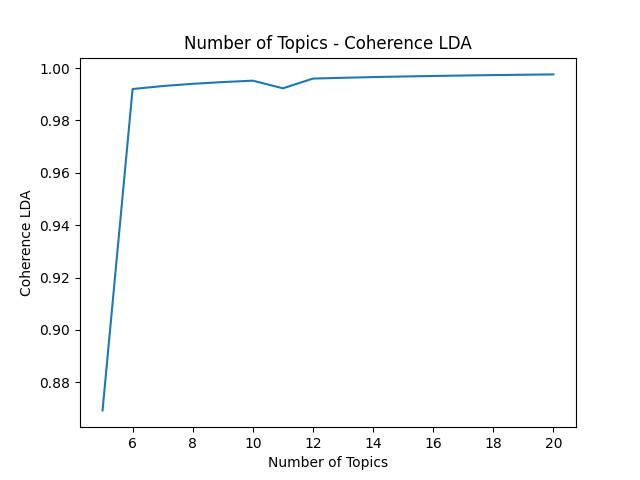 Number of Topics - Coherence LDA
1.00
0.98
0.96
0.94
0.92
0.90
0.88
Coherence LDA
6 8 10 12 14 16 18 20
Number of Topics